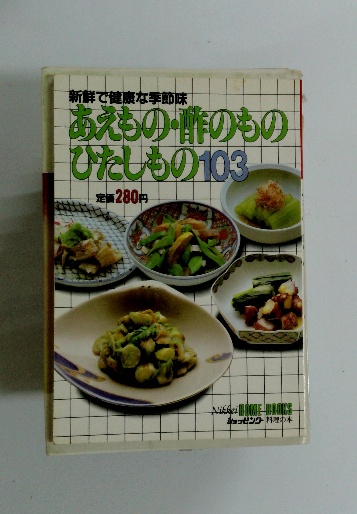 新鮮で健康な季節味
あえもの・酢のもの
ひたしもの103
定価280円
Nikkei HOME BOOKS
ショッピング 料理の本